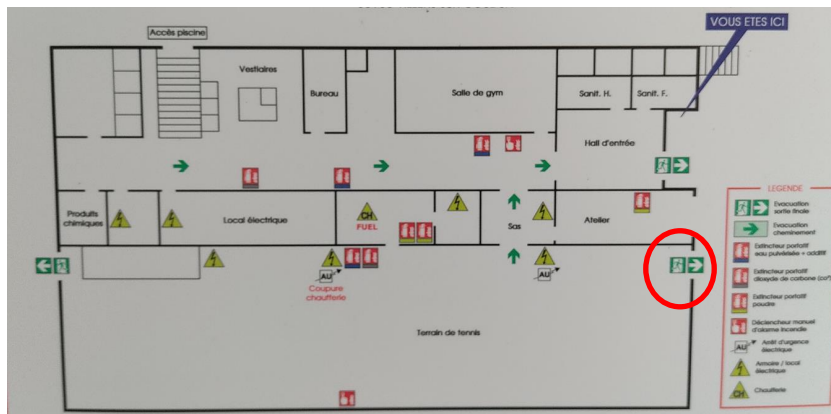 VOUS ETES ICI
Accès piscine
Vestiaires
Bureau
Salle de gym
Sanit. H.
Sanit. F.
Hall d'entrée
LEGENDE
Evacuation
sortie finale
Evacuation
cheminement
Extincteur portatif
eau pulvérisée + additif
Extincteur portatif
dioxyde de carbone (co²)
Extincteur portatif
poudre
Déclencheur manuel
d'alarme incendie
AU
Arrêt d'urgence
électrique
Armoire / local
électrique
CH
Chaufferie
Produits
chimiques
Local électrique
CH
FUEL
Sas
Atelier
AU
Coupure
chaufferie
AU
Terrain de tennis